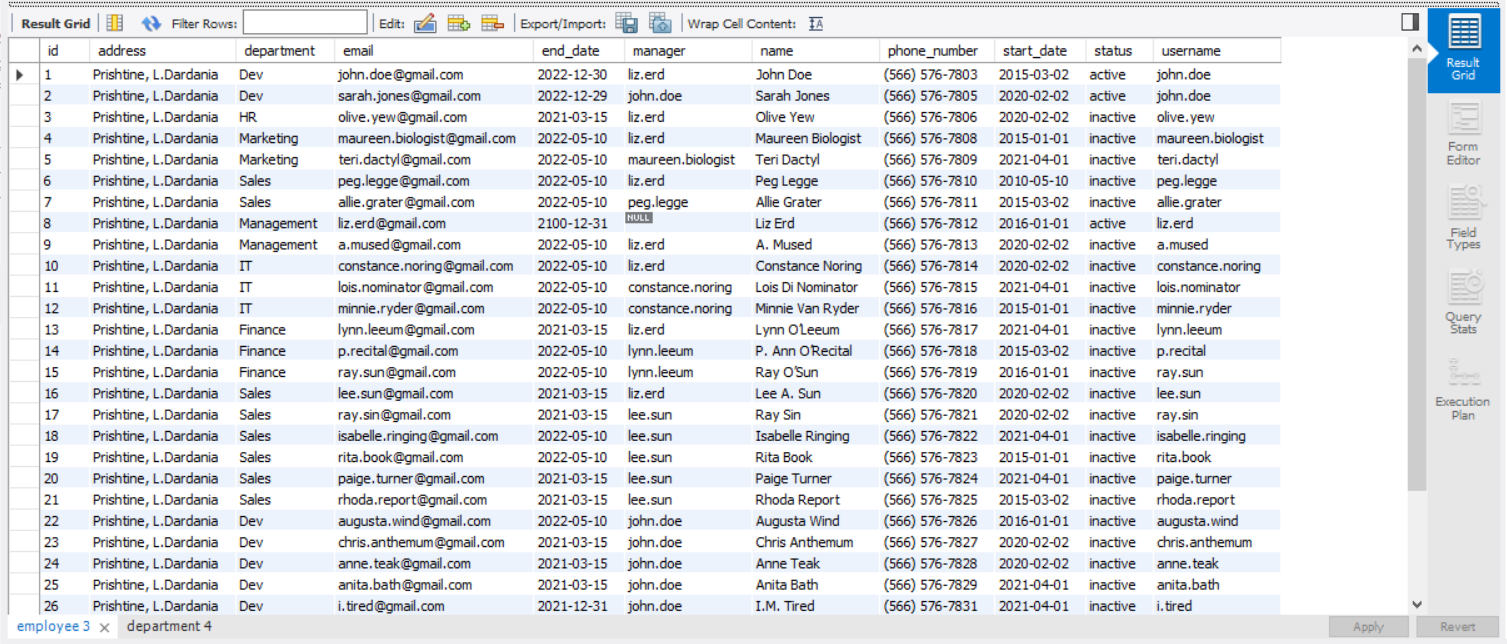 Result Grid Filter Rows: Edit: Export/Import: Wrap Cell Content:
id address department email end_date manager name phone_number start_date status username
1 Prishtine, L.Dardania Dev john.doe@gmail.com 2022-12-30 liz.erd John Doe (566) 576-7803 2015-03-02 active john.doe
2 Prishtine, L.Dardania Dev sarah.jones@gmail.com 2022-12-29 john.doe Sarah Jones (566) 576-7805 2020-02-02 active john.doe
3 Prishtine, L.Dardania HR olive.yew@gmail.com 2021-03-15 liz.erd Olive Yew (566) 576-7806 2020-02-02 inactive olive.yew
4 Prishtine, L.Dardania Marketing maureen.biologist@gmail.com 2022-05-10 liz.erd Maureen Biologist (566) 576-7808 2015-01-01 inactive maureen.biologist
5 Prishtine, L.Dardania Marketing teri.dactyl@gmail.com 2022-05-10 maureen.biologist Teri Dactyl (566) 576-7809 2021-04-01 inactive teri.dactyl
6 Prishtine, L.Dardania Sales peg.legge@gmail.com 2022-05-10 liz.erd Peg Legge (566) 576-7810 2010-05-10 inactive peg.legge
7 Prishtine, L.Dardania Sales allie.grater@gmail.com 2022-05-10 peg.legge Allie Grater (566) 576-7811 2015-03-02 inactive allie.grater
8 Prishtine, L.Dardania Management liz.erd@gmail.com 2100-12-31 NULL Liz Erd (566) 576-7812 2016-01-01 active liz.erd
9 Prishtine, L.Dardania Management a.mused@gmail.com 2022-05-10 liz.erd A. Mused (566) 576-7813 2020-02-02 inactive a.mused
10 Prishtine, L.Dardania IT constance.noring@gmail.com 2022-05-10 liz.erd Constance Noring (566) 576-7814 2020-02-02 inactive constance.noring
11 Prishtine, L.Dardania IT lois.nominator@gmail.com 2022-05-10 constance.noring Lois Di Nominator (566) 576-7815 2021-04-01 inactive lois.nominator
12 Prishtine, L.Dardania IT minnie.ryder@gmail.com 2022-05-10 constance.noring Minnie Van Ryder (566) 576-7816 2015-01-01 inactive minnie.ryder
13 Prishtine, L.Dardania Finance lynn.leeum@gmail.com 2021-03-15 liz.erd Lynn O'Leeum (566) 576-7817 2021-04-01 inactive lynn.leeum
14 Prishtine, L.Dardania Finance p.recital@gmail.com 2022-05-10 lynn.leeum P. Ann O'Recital (566) 576-7818 2015-03-02 inactive p.recital
15 Prishtine, L.Dardania Finance ray.sun@gmail.com 2022-05-10 lynn.leeum Ray O'Sun (566) 576-7819 2016-01-01 inactive ray.sun
16 Prishtine, L.Dardania Sales lee.sun@gmail.com 2021-03-15 liz.erd Lee A. Sun (566) 576-7820 2020-02-02 inactive lee.sun
17 Prishtine, L.Dardania Sales ray.sin@gmail.com 2021-03-15 lee.sun Ray Sin (566) 576-7821 2020-02-02 inactive ray.sin
18 Prishtine, L.Dardania Sales isabelle.ringing@gmail.com 2022-05-10 lee.sun Isabelle Ringing (566) 576-7822 2021-04-01 inactive isabelle.ringing
19 Prishtine, L.Dardania Sales rita.book@gmail.com 2022-05-10 lee.sun Rita Book (566) 576-7823 2015-01-01 inactive rita.book
20 Prishtine, L.Dardania Sales paige.turner@gmail.com 2021-03-15 lee.sun Paige Turner (566) 576-7824 2021-04-01 inactive paige.turner
21 Prishtine, L.Dardania Sales rhoda.report@gmail.com 2021-03-15 lee.sun Rhoda Report (566) 576-7825 2015-03-02 inactive rhoda.report
22 Prishtine, L.Dardania Dev augusta.wind@gmail.com 2022-05-10 john.doe Augusta Wind (566) 576-7826 2016-01-01 inactive augusta.wind
23 Prishtine, L.Dardania Dev chris.anthemum@gmail.com 2021-03-15 john.doe Chris Anthemum (566) 576-7827 2020-02-02 inactive chris.anthemum
24 Prishtine, L.Dardania Dev anne.teak@gmail.com 2021-03-15 john.doe Anne Teak (566) 576-7828 2020-02-02 inactive anne.teak
25 Prishtine, L.Dardania Dev anita.bath@gmail.com 2021-03-15 john.doe Anita Bath (566) 576-7829 2021-04-01 inactive anita.bath
26 Prishtine, L.Dardania Dev i.tired@gmail.com 2021-12-31 john.doe I.M. Tired (566) 576-7831 2021-04-01 inactive i.tired
employee 3 department 4 Apply Revert
Result
Grid
Form
Editor
Field
Types
Query
Stats
Execution
Plan